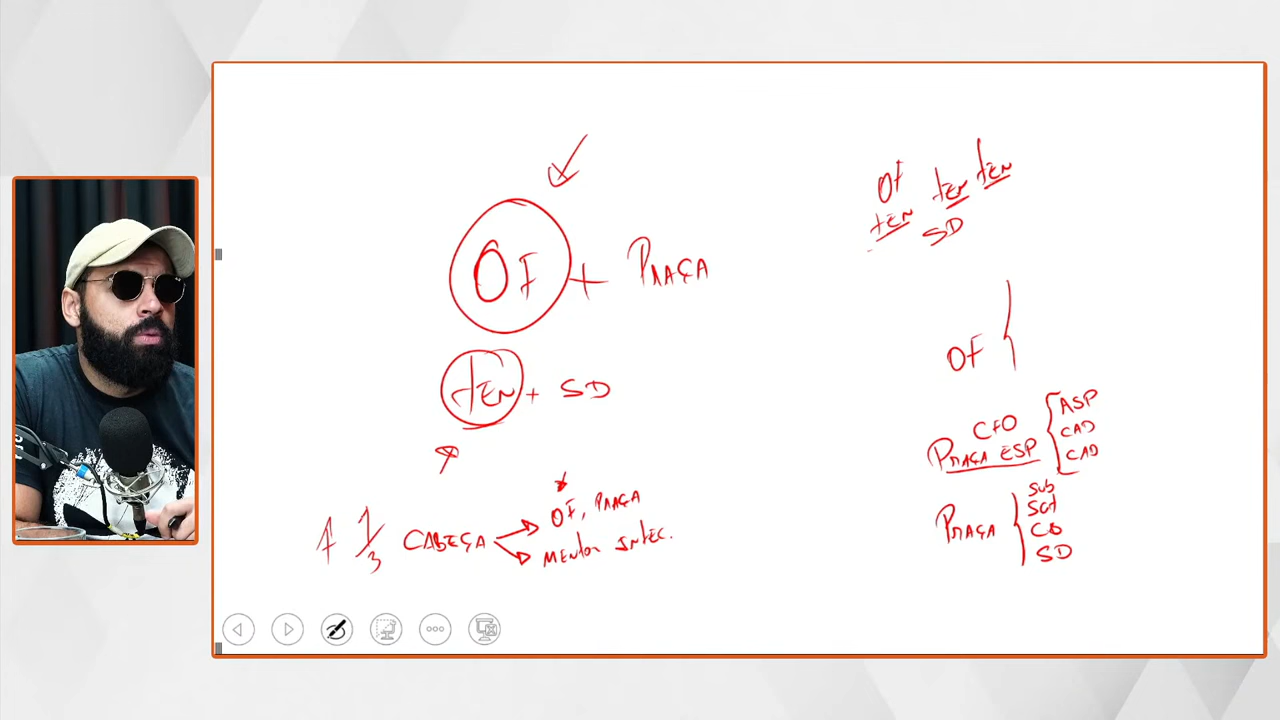 OF + PRAÇA
TEN + SD
1/3 CABEÇA
OF, PRAÇA
MENTOR INTEC.
OF TEN TEN
TEN SD
OF {
CFO
PRAÇA ESP { ASP
CAD
CAD
PRAÇA { SUB
SGT
CB
SD